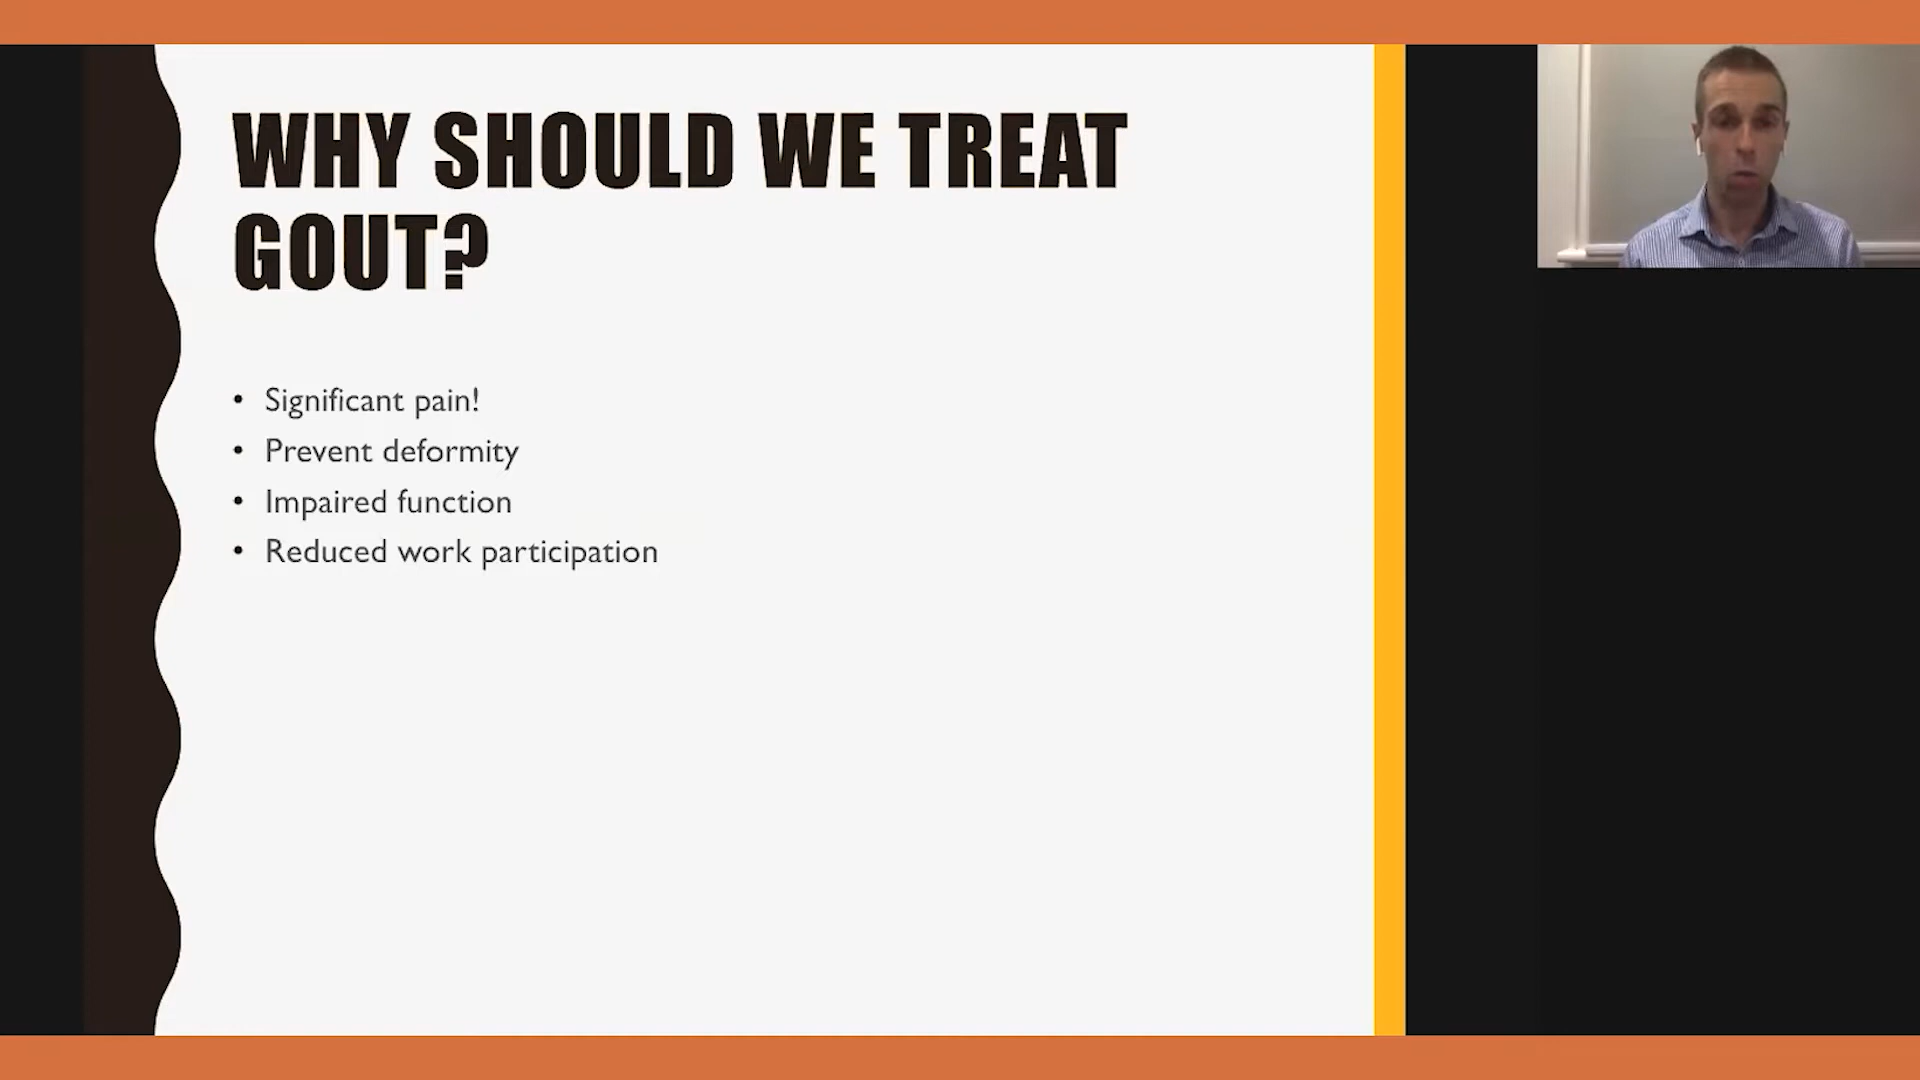 WHY SHOULD WE TREAT
GOUT?
• Significant pain!
• Prevent deformity
• Impaired function
• Reduced work participation